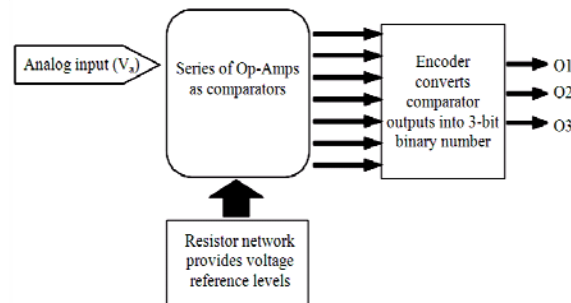 Analog input (Vₐ)
Series of Op-Amps
as comparators
Encoder
converts
comparator
outputs into 3-bit
binary number
O1
O2
O3
Resistor network
provides voltage
reference levels